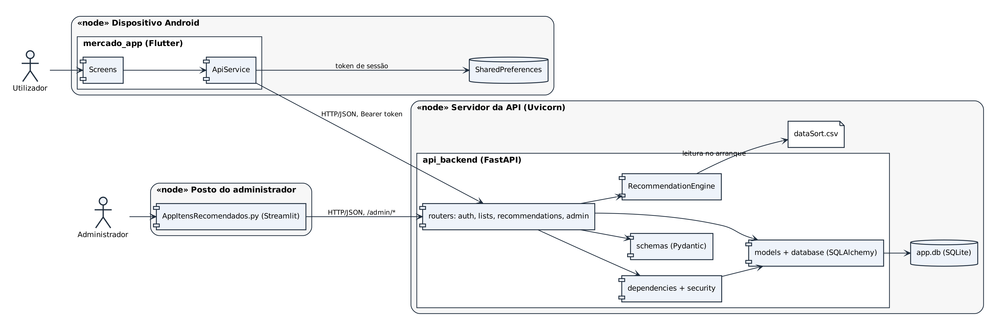 «node» Dispositivo Android
mercado_app (Flutter)
Utilizador
Screens
ApiService
token de sessão
SharedPreferences
HTTP/JSON, Bearer token
«node» Servidor da API (Uvicorn)
dataSort.csv
leitura no arranque
api_backend (FastAPI)
RecommendationEngine
«node» Posto do administrador
Administrador
AppItensRecomendados.py (Streamlit)
HTTP/JSON, /admin/*
routers: auth, lists, recommendations, admin
schemas (Pydantic)
models + database (SQLAlchemy)
app.db (SQLite)
dependencies + security